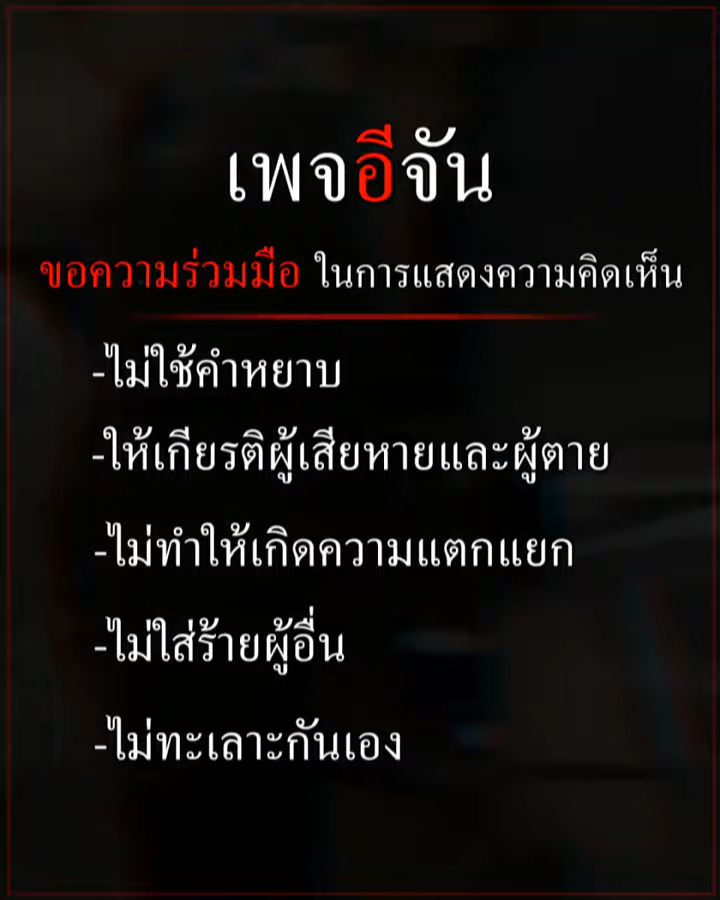 เพจอีจัน
ขอความร่วมมือ ในการแสดงความคิดเห็น
-ไม่ใช้คำหยาบ
-ให้เกียรติผู้เสียหายและผู้ตาย
-ไม่ทำให้เกิดความแตกแยก
-ไม่ใส่ร้ายผู้อื่น
-ไม่ทะเลาะกันเอง